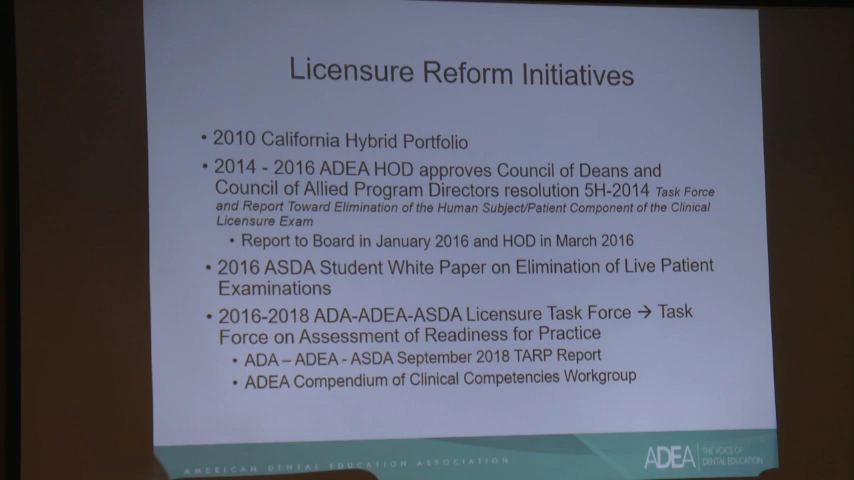 Licensure Reform Initiatives
• 2010 California Hybrid Portfolio
• 2014 - 2016 ADEA HOD approves Council of Deans and
Council of Allied Program Directors resolution 5H-2014 Task Force
and Report Toward Elimination of the Human Subject/Patient Component of the Clinical
Licensure Exam
• Report to Board in January 2016 and HOD in March 2016
• 2016 ASDA Student White Paper on Elimination of Live Patient
Examinations
• 2016-2018 ADA-ADEA-ASDA Licensure Task Force → Task
Force on Assessment of Readiness for Practice
• ADA – ADEA - ASDA September 2018 TARP Report
• ADEA Compendium of Clinical Competencies Workgroup
AMERICAN DENTAL EDUCATION ASSOCIATION
ADEA THE VOICE OF
DENTAL EDUCATION